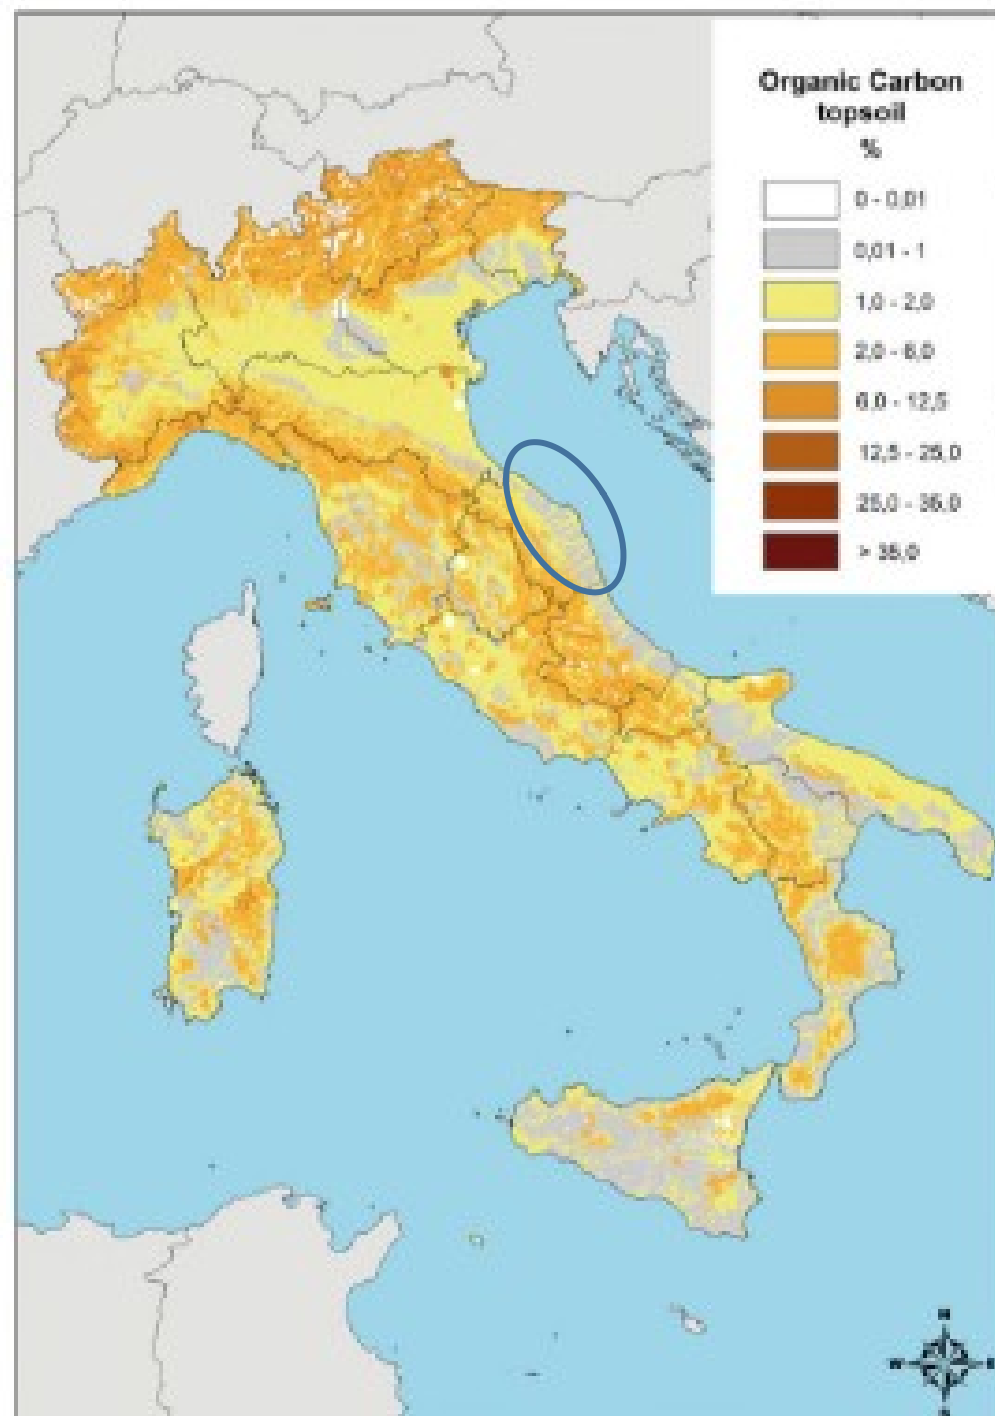 Organic Carbon
topsoil
%
0 - 0,01
0,01 - 1
1,0 - 2,0
2,0 - 6,0
6,0 - 12,5
12,5 - 25,0
25,0 - 35,0
> 35,0
N
W
S